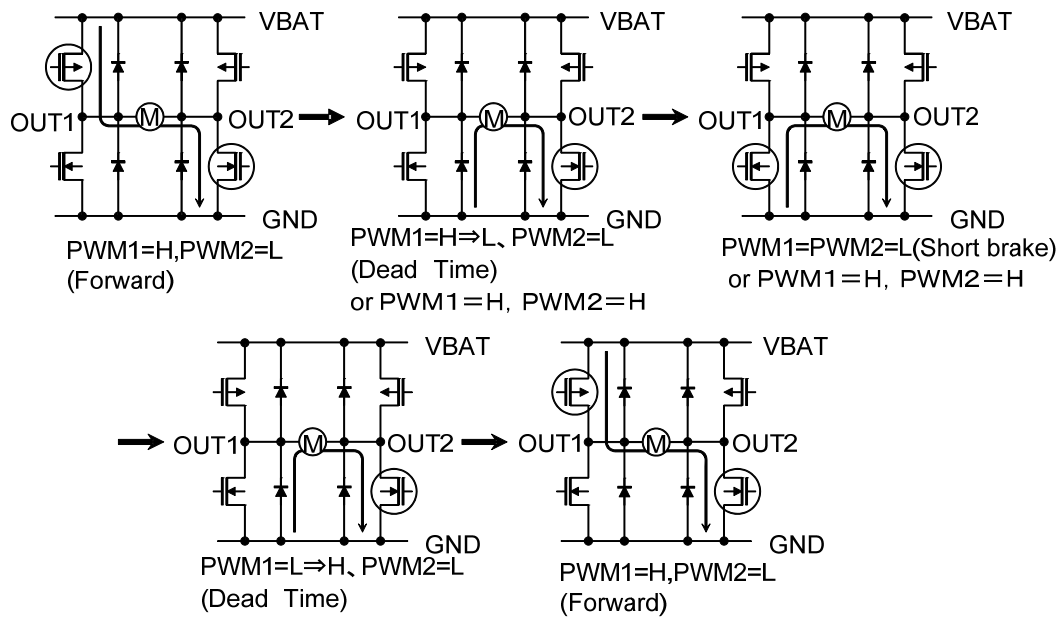 VBAT
OUT1
M
OUT2
GND
PWM1=H,PWM2=L
(Forward)
VBAT
OUT1
M
OUT2
GND
PWM1=H⇒L、PWM2=L
(Dead Time)
or PWM1=H, PWM2=H
VBAT
OUT1
M
OUT2
GND
PWM1=PWM2=L(Short brake)
or PWM1=H, PWM2=H
VBAT
OUT1
M
OUT2
GND
PWM1=L⇒H、PWM2=L
(Dead Time)
VBAT
OUT1
M
OUT2
GND
PWM1=H,PWM2=L
(Forward)